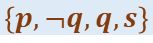 {p, ¬q, q, s}